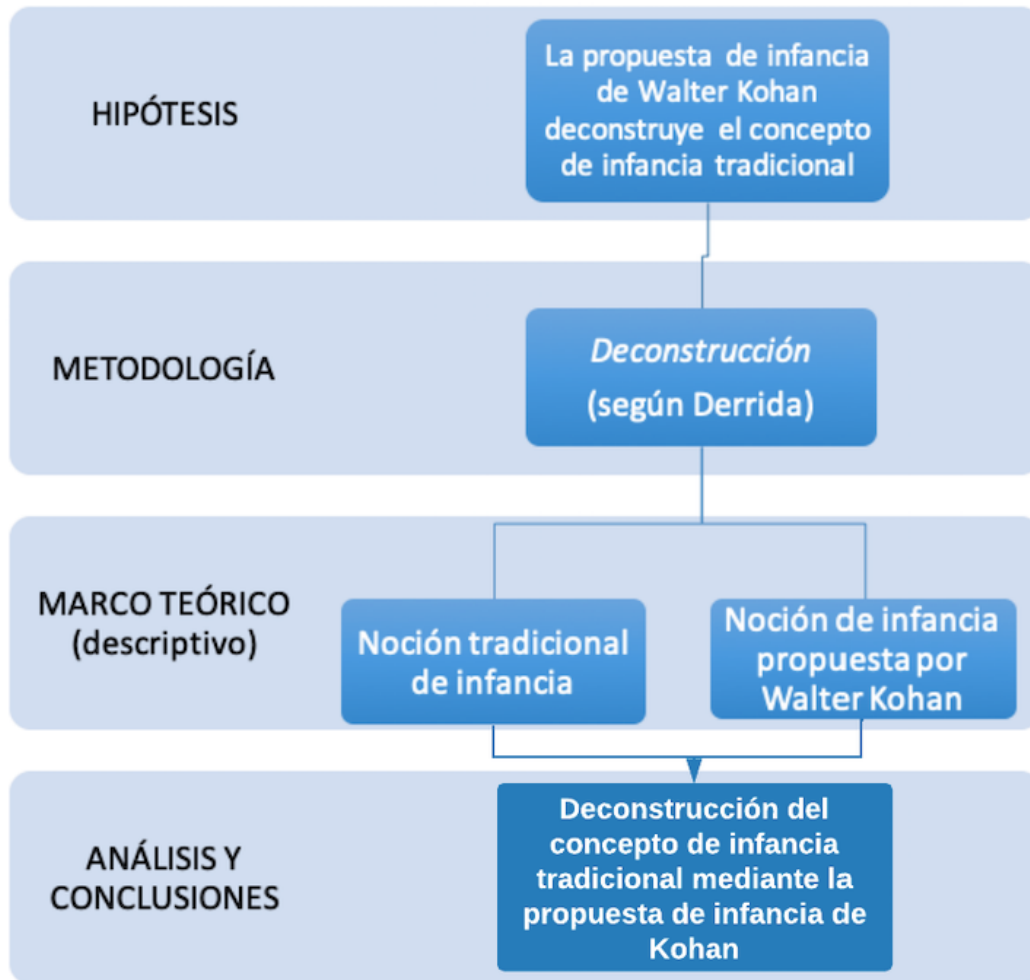 HIPÓTESIS
La propuesta de infancia
de Walter Kohan
deconstruye el concepto
de infancia tradicional
METODOLOGÍA
Deconstrucción
(según Derrida)
MARCO TEÓRICO
(descriptivo)
Noción tradicional
de infancia
Noción de infancia
propuesta por
Walter Kohan
ANÁLISIS Y
CONCLUSIONES
Deconstrucción del
concepto de infancia
tradicional mediante la
propuesta de infancia de
Kohan